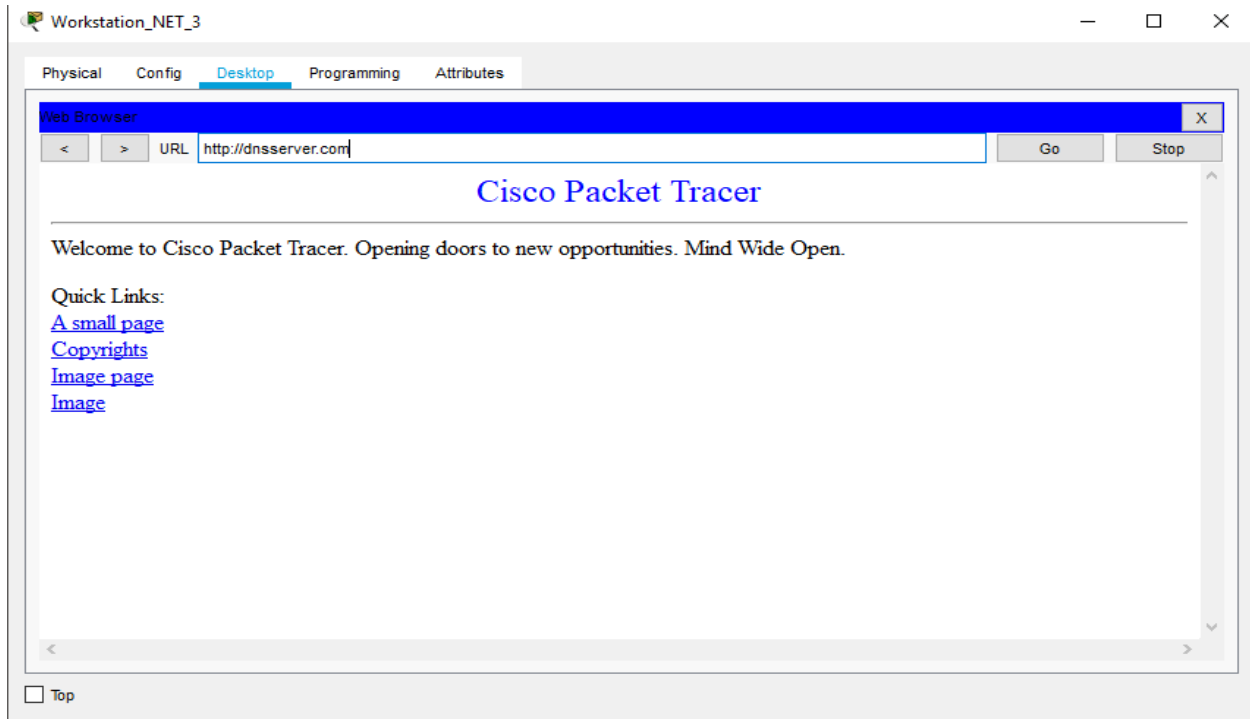 Workstation_NET_3
Physical Config Desktop Programming Attributes
Web Browser X
< > URL http://dnsserver.com Go Stop
Cisco Packet Tracer
Welcome to Cisco Packet Tracer. Opening doors to new opportunities. Mind Wide Open.
Quick Links:
A small page
Copyrights
Image page
Image
Top